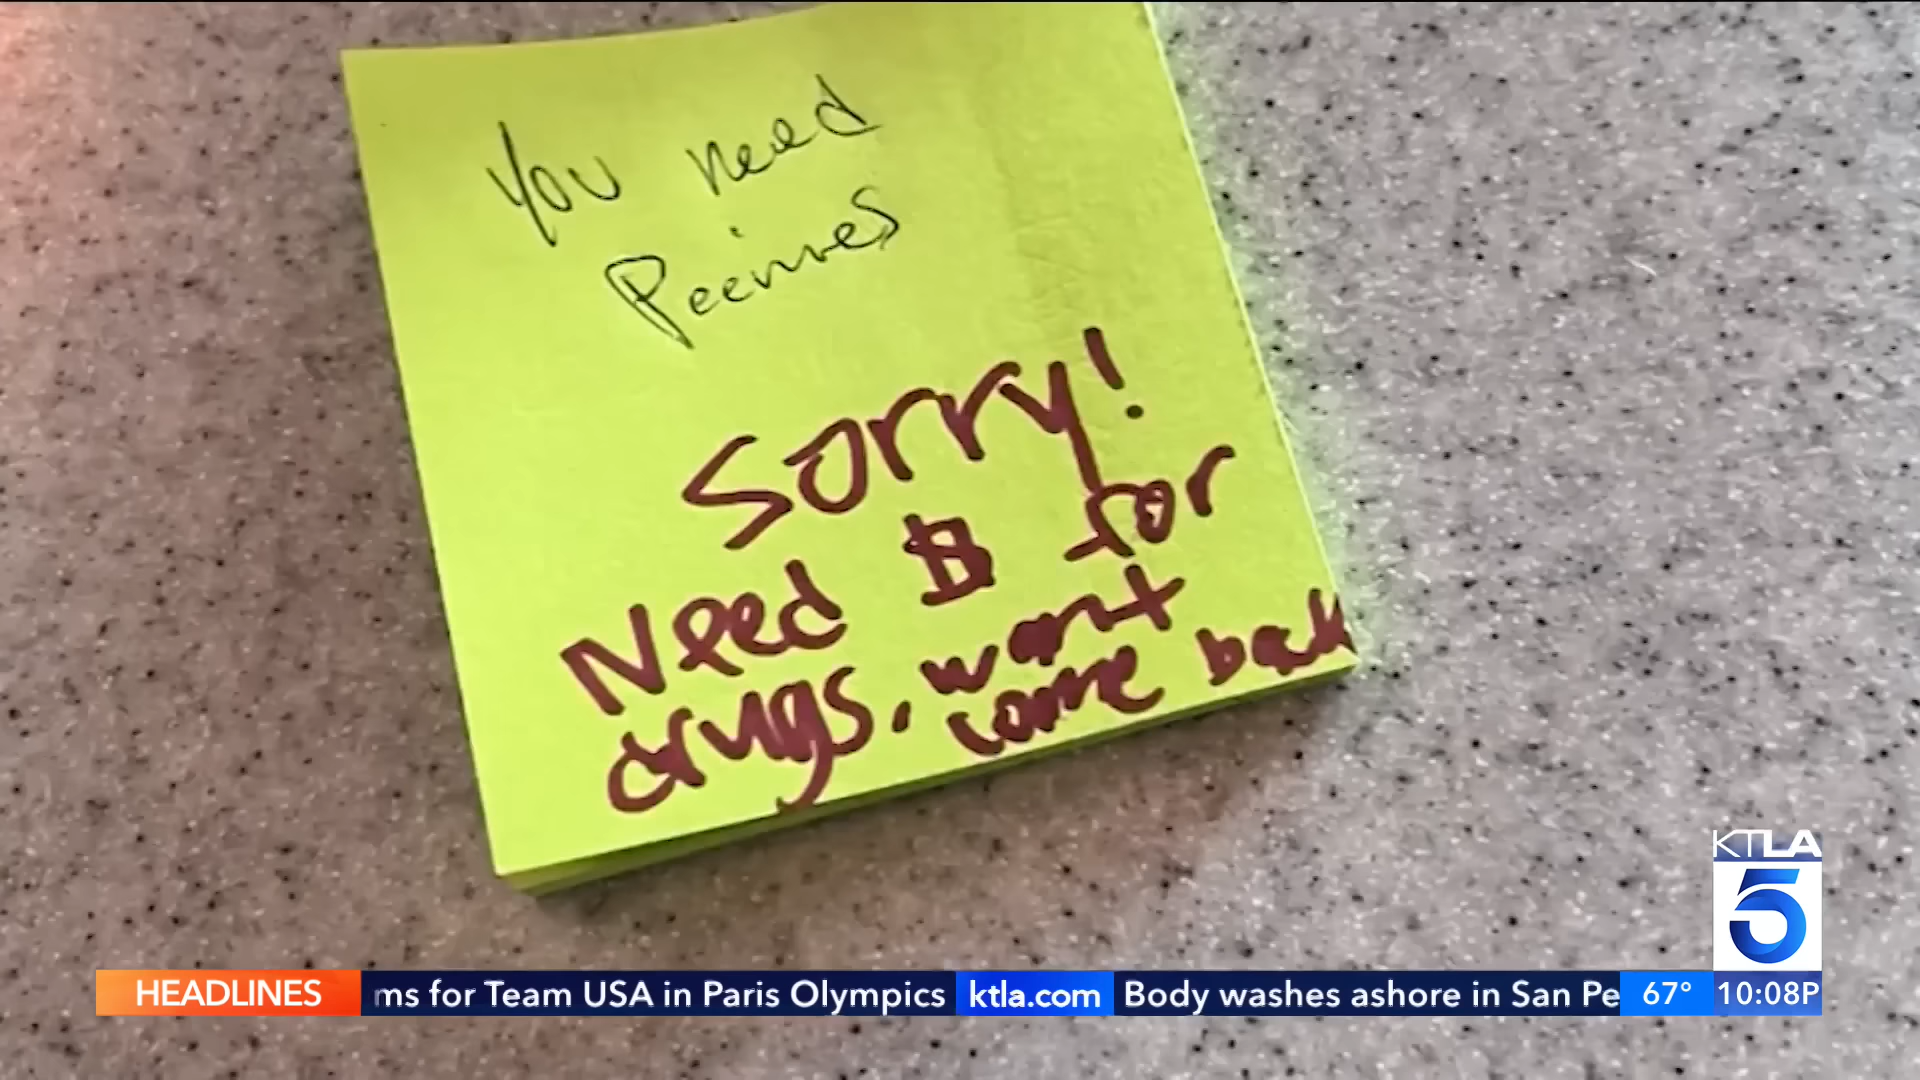 You need
Peenies
Sorry!
Need $ for
drugs. wont
come back
KTLA
5
HEADLINES ms for Team USA in Paris Olympics ktla.com Body washes ashore in San Pe 67° 10:08P